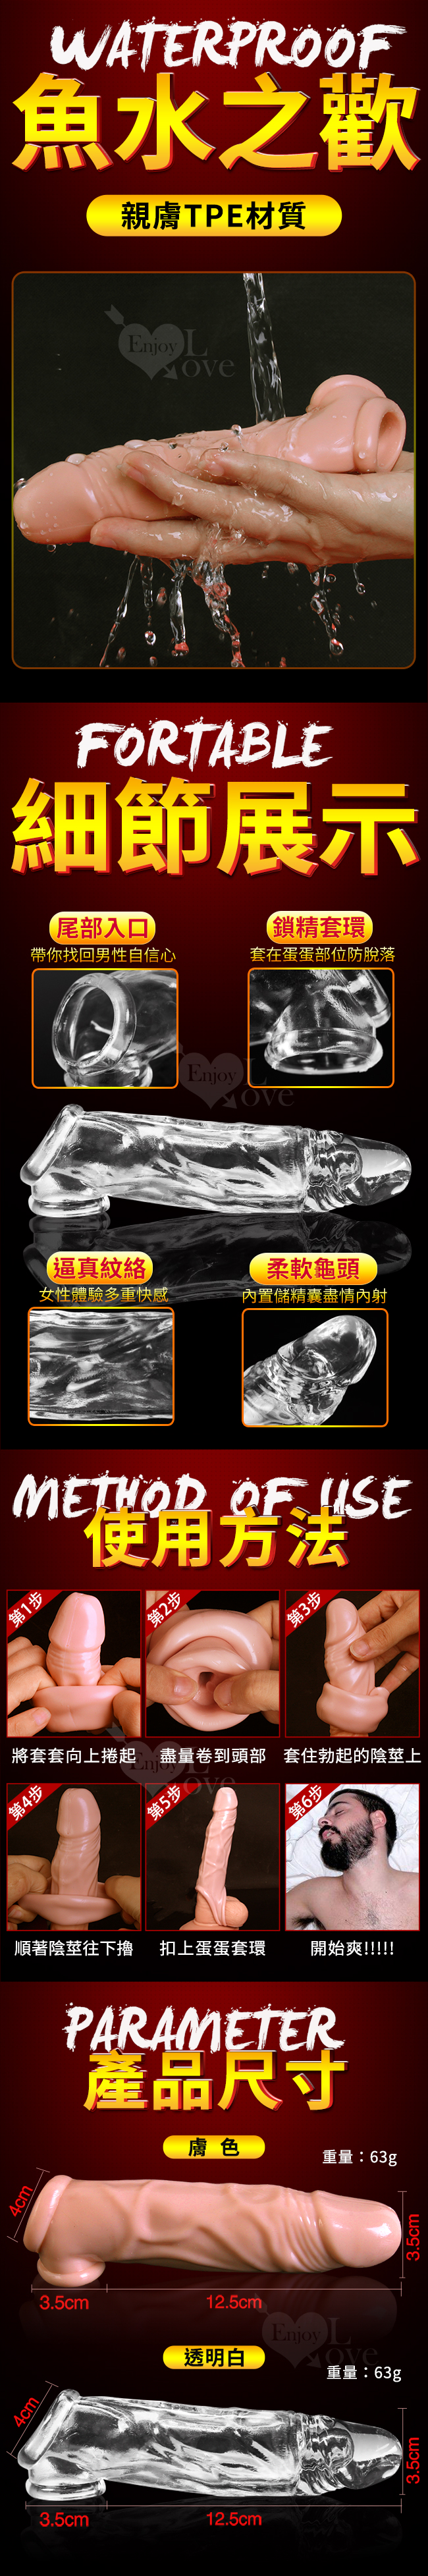 WATERPROOF
魚水之歡
親膚TPE材質
Enjoy Love
FORTABLE
細節展示
尾部入口
帶你找回男性自信心
鎖精套環
套在蛋蛋部位防脫落
Enjoy Love
逼真紋絡
女性體驗多重快感
柔軟龜頭
內置儲精囊盡情內射
METHOD OF USE
使用方法
第1步
第2步
第3步
將套套向上捲起
盡量卷到頭部
套住勃起的陰莖上
Enjoy Love
第4步
第5步
第6步
順著陰莖往下擼
扣上蛋蛋套環
開始爽!!!!!
PARAMETER
產品尺寸
膚 色
重量：63g
4cm
3.5cm
3.5cm
12.5cm
Enjoy Love
透明白
重量：63g
4cm
3.5cm
3.5cm
12.5cm